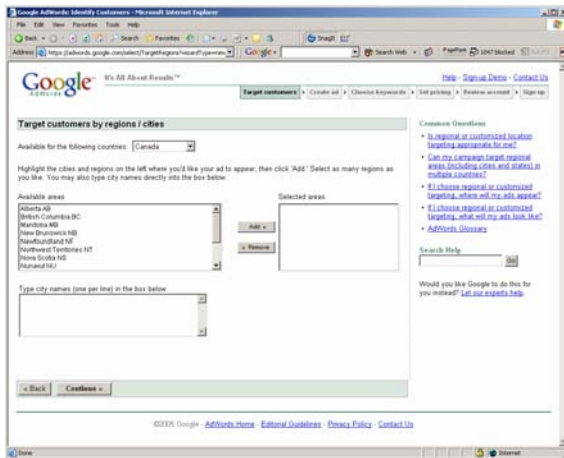 Google AdWords: Identify Customers - Microsoft Internet Explorer
File Edit View Favorites Tools Help
Back Search Favorites SnagIt
Address https://adwords.google.com/select/TargetRegions?wizardType=new Google Search Web PageRank 1047 blocked
Google AdWords It's All About Results™
Help - Sign-up Demo - Contact Us
Target customers Create ad Choose keywords Set pricing Review account Sign up
Target customers by regions / cities
Available for the following countries: Canada
Highlight the cities and regions on the left where you'd like your ad to appear, then click 'Add.' Select as many regions as
you like. You may also type city names directly into the box below.
Available areas
Alberta AB
British Columbia BC
Manitoba MB
New Brunswick NB
Newfoundland NF
Northwest Territories NT
Nova Scotia NS
Nunavut NU
Add »
« Remove
Selected areas
Type city names (one per line) in the box below
« Back Continue »
Common Questions
Is regional or customized location
targeting appropriate for me?
Can my campaign target regional
areas (including cities and states) in
multiple countries?
If I choose regional or customized
targeting, where will my ads appear?
If I choose regional or customized
targeting, what will my ads look like?
AdWords Glossary
Search Help
Go
Would you like Google to do this for
you instead? Let our experts help.
©2005 Google - AdWords Home - Editorial Guidelines - Privacy Policy - Contact Us
Done Internet